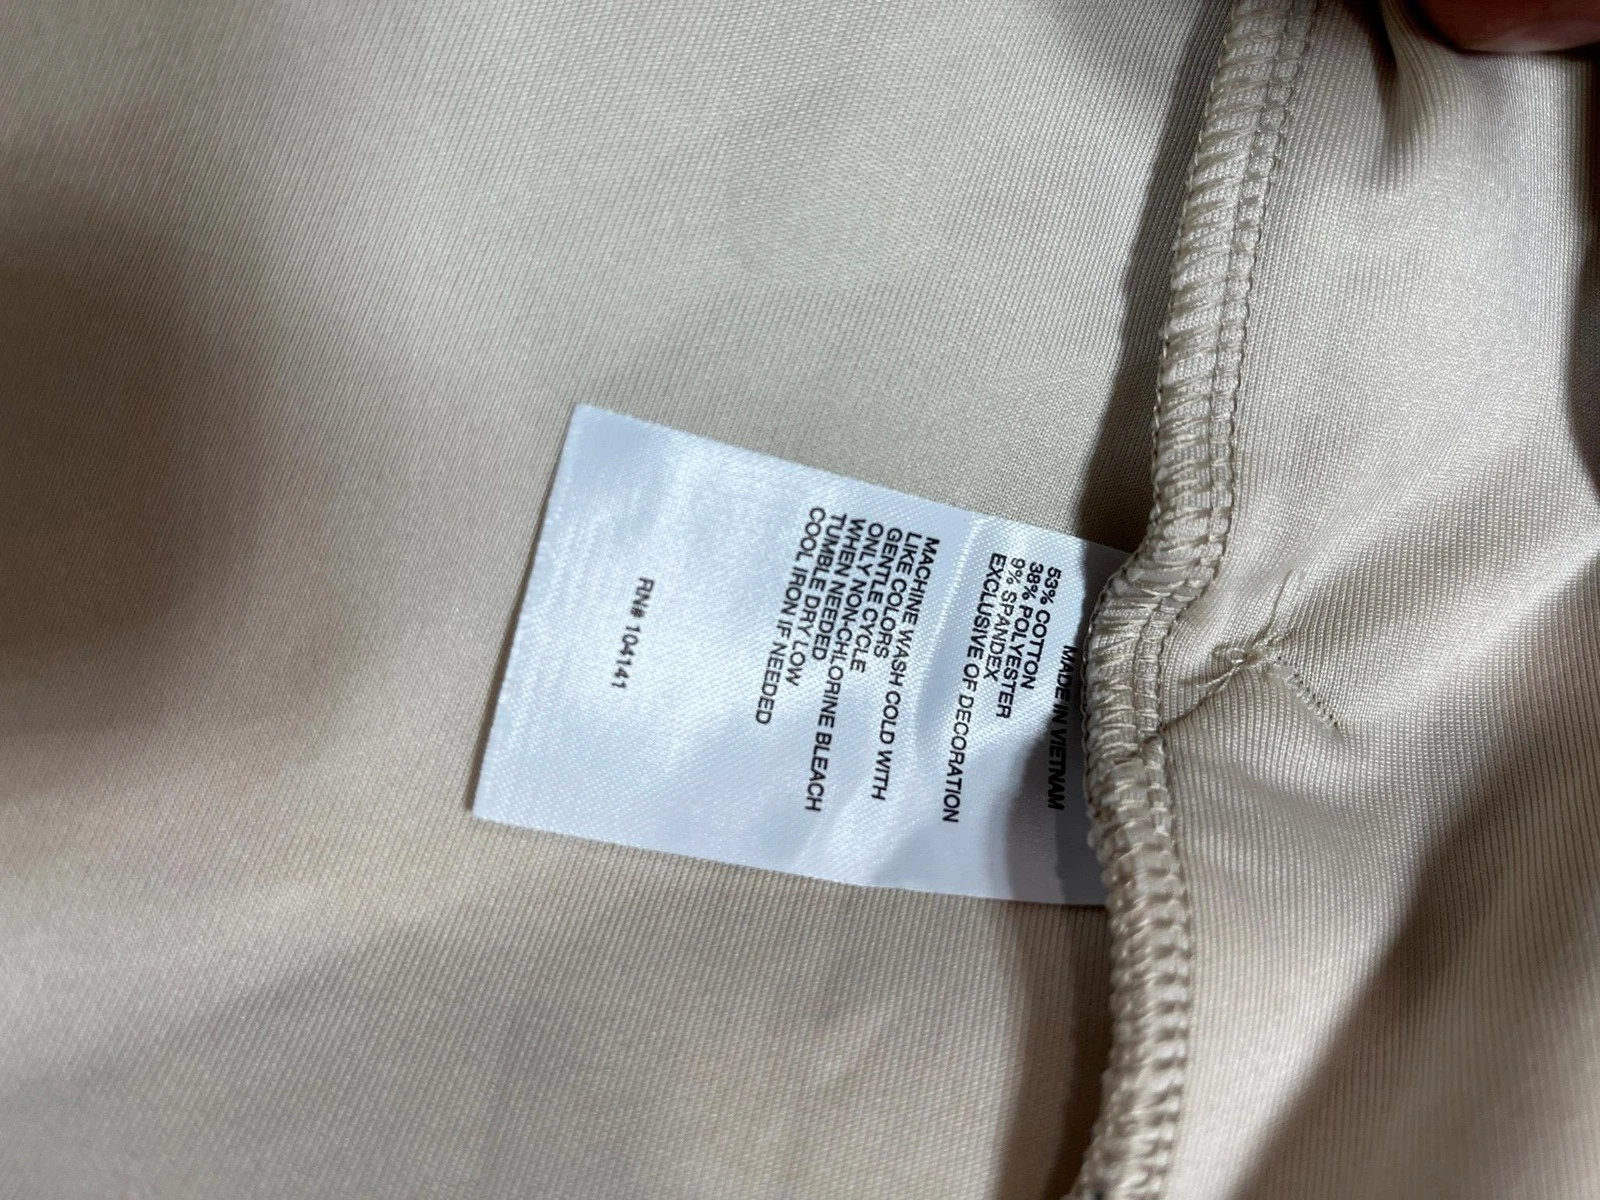 MADE IN VIETNAM
53% COTTON
38% POLYESTER
9% SPANDEX
EXCLUSIVE OF DECORATION
MACHINE WASH COLD WITH
LIKE COLORS
GENTLE CYCLE
ONLY NON-CHLORINE BLEACH
WHEN NEEDED
TUMBLE DRY LOW
COOL IRON IF NEEDED
RN# 104141